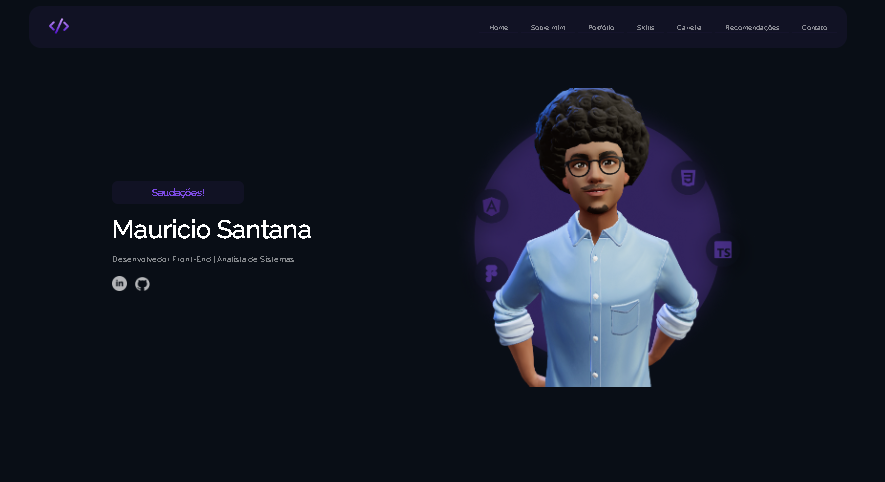 </>
Home Sobre mim Portfólio Skills Carreira Recomendações Contato
Saudações!
Mauricio Santana
Desenvolvedor Front-End | Analista de Sistemas
in
TS